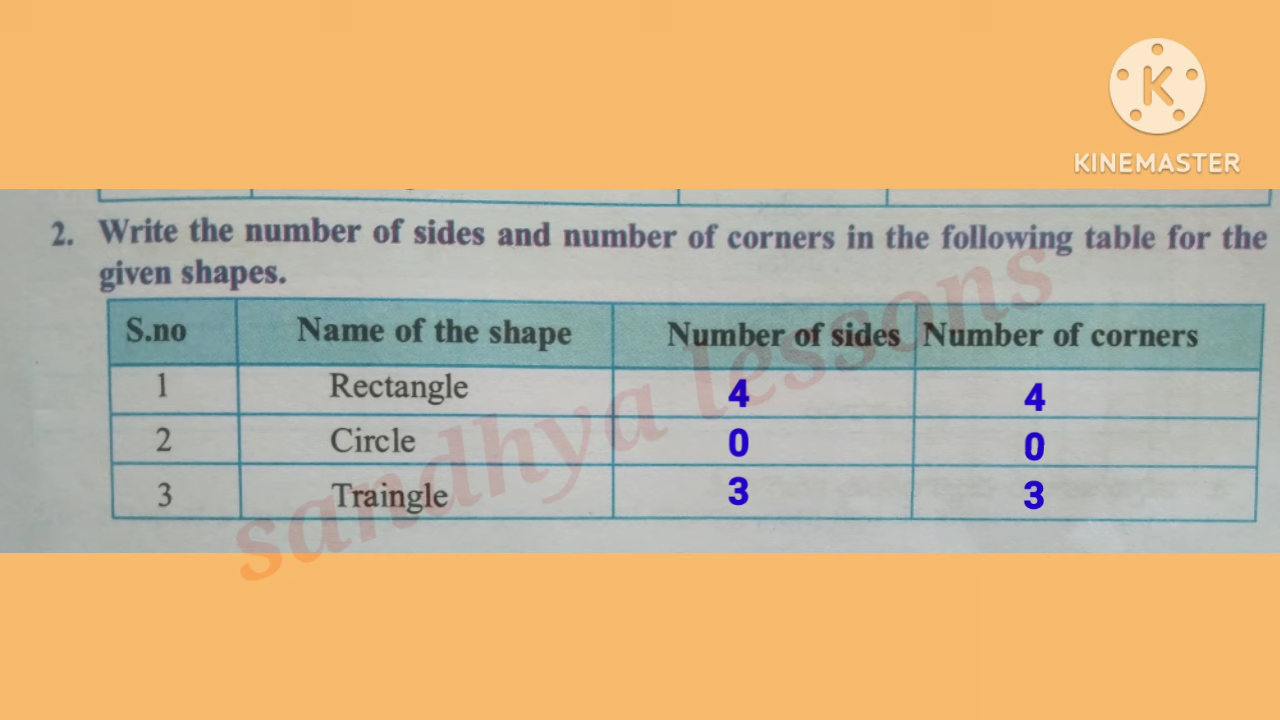 K
KINEMASTER
2. Write the number of sides and number of corners in the following table for the
given shapes.
S.no Name of the shape Number of sides Number of corners
1 Rectangle 4 4
2 Circle 0 0
3 Traingle 3 3
sandhya lessons